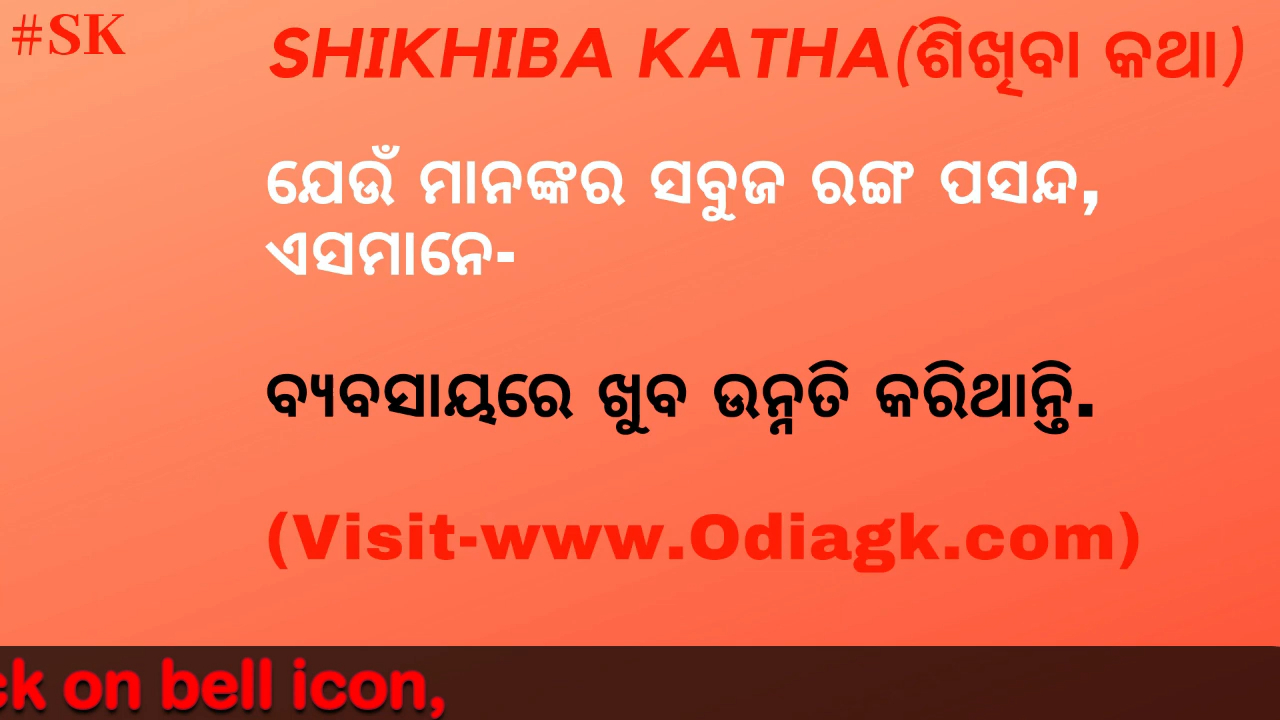 #SK
SHIKHIBA KATHA(ଶିଖିବା କଥା)
ଯେଉଁ ମାନଙ୍କର ସବୁଜ ରଙ୍ଗ ପସନ୍ଦ,
ଏସମାନେ-
ବ୍ୟବସାୟରେ ଖୁବ ଉନ୍ନତି କରିଥାନ୍ତି.
(Visit-www.Odiagk.com)
ck on bell icon,